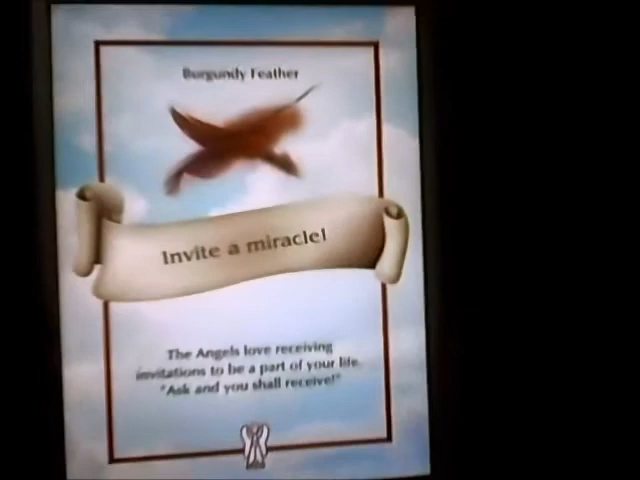 Burgundy Feather
Invite a miracle!
The Angels love receiving
invitations to be a part of your life.
"Ask and you shall receive!"